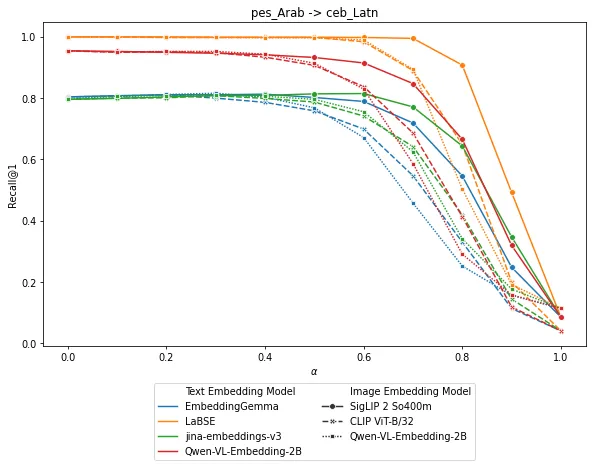 pes_Arab -> ceb_Latn
Recall@1
1.0
0.8
0.6
0.4
0.2
0.0
0.0 0.2 0.4 0.6 0.8 1.0
α
Text Embedding Model Image Embedding Model
EmbeddingGemma SigLIP 2 So400m
LaBSE CLIP ViT-B/32
jina-embeddings-v3 Qwen-VL-Embedding-2B
Qwen-VL-Embedding-2B